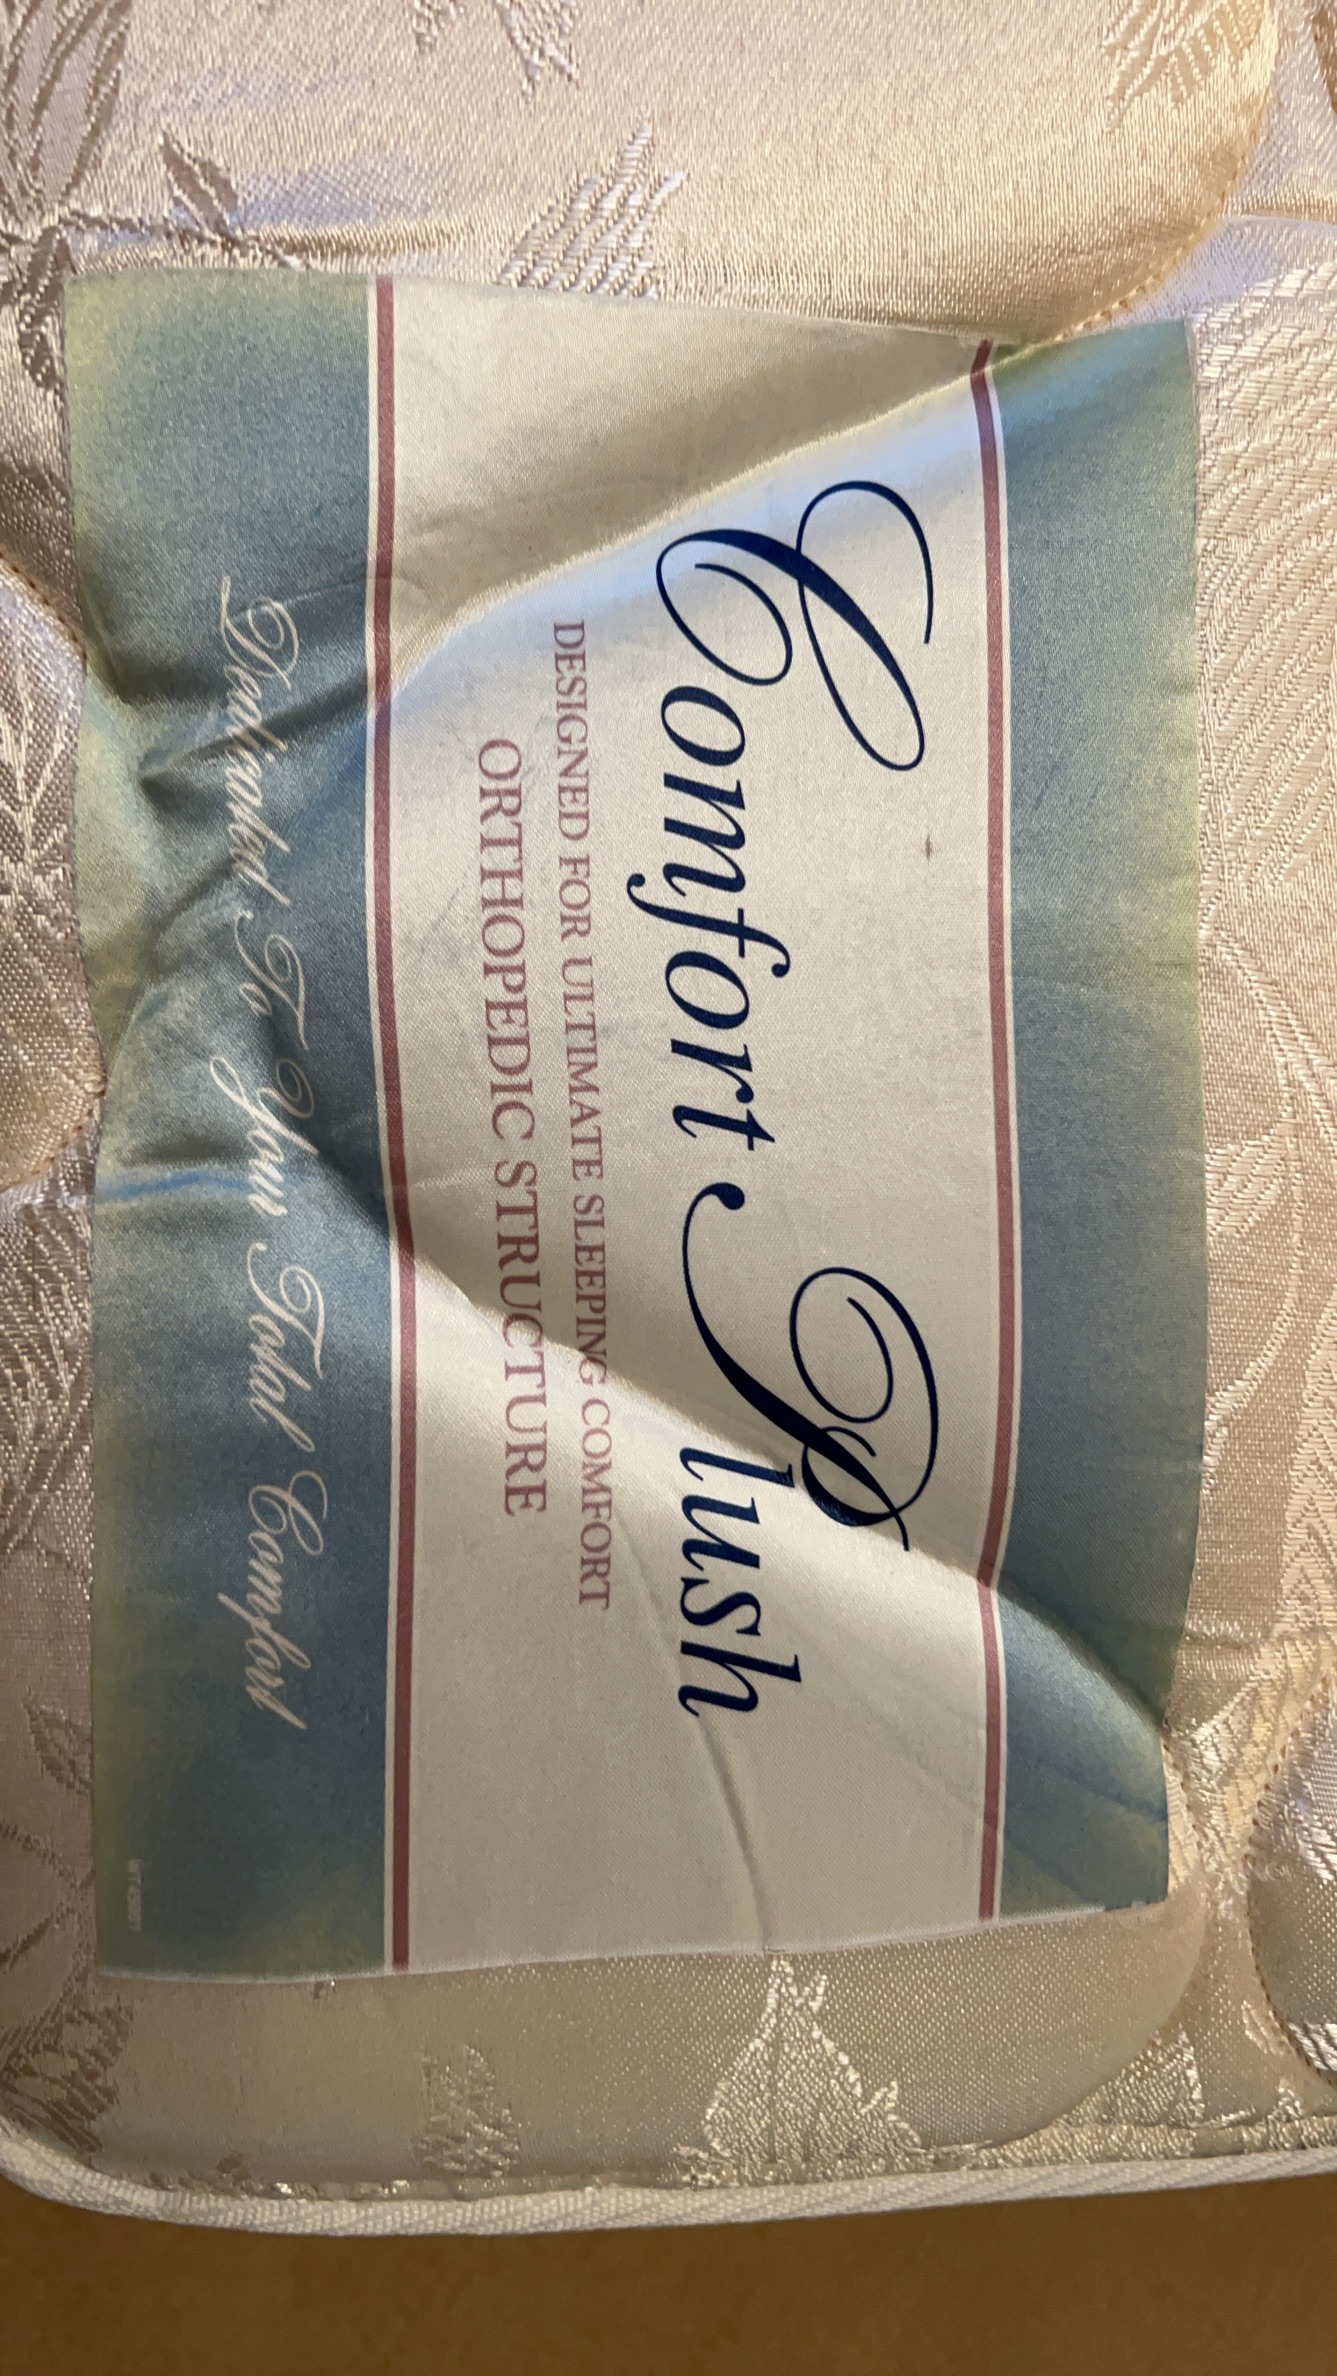 Comfort Plush
DESIGNED FOR ULTIMATE SLEEPING COMFORT
ORTHOPEDIC STRUCTURE
Dedicated To Your Total Comfort